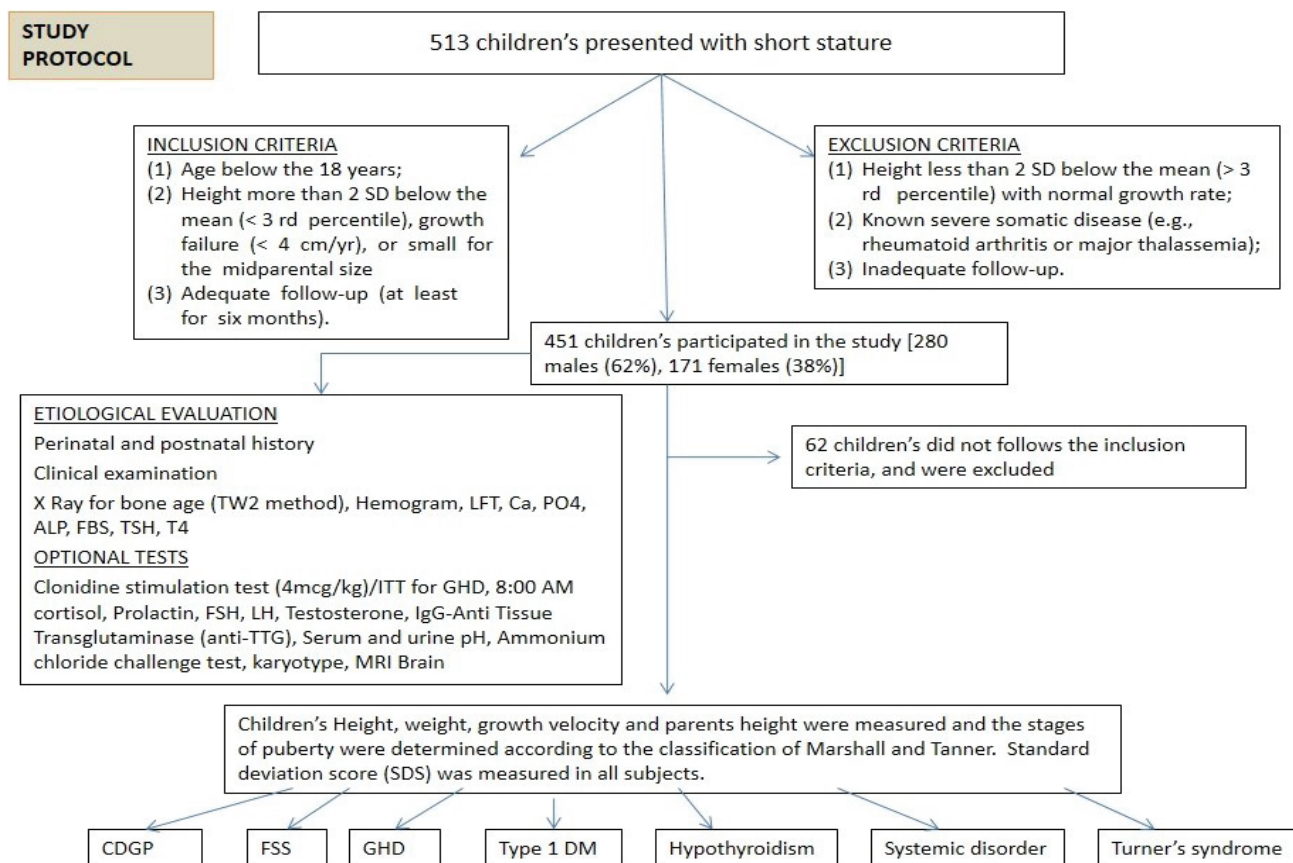 STUDY
PROTOCOL
513 children's presented with short stature
INCLUSION CRITERIA
(1) Age below the 18 years;
(2) Height more than 2 SD below the
mean (< 3 rd percentile), growth
failure (< 4 cm/yr), or small for
the midparental size
(3) Adequate follow-up (at least
for six months).
EXCLUSION CRITERIA
(1) Height less than 2 SD below the mean (> 3
rd percentile) with normal growth rate;
(2) Known severe somatic disease (e.g.,
rheumatoid arthritis or major thalassemia);
(3) Inadequate follow-up.
451 children's participated in the study [280
males (62%), 171 females (38%)]
ETIOLOGICAL EVALUATION
Perinatal and postnatal history
Clinical examination
X Ray for bone age (TW2 method), Hemogram, LFT, Ca, PO4,
ALP, FBS, TSH, T4
OPTIONAL TESTS
Clonidine stimulation test (4mcg/kg)/ITT for GHD, 8:00 AM
cortisol, Prolactin, FSH, LH, Testosterone, IgG-Anti Tissue
Transglutaminase (anti-TTG), Serum and urine pH, Ammonium
chloride challenge test, karyotype, MRI Brain
62 children's did not follows the inclusion
criteria, and were excluded
Children's Height, weight, growth velocity and parents height were measured and the stages
of puberty were determined according to the classification of Marshall and Tanner. Standard
deviation score (SDS) was measured in all subjects.
CDGP
FSS
GHD
Type 1 DM
Hypothyroidism
Systemic disorder
Turner's syndrome